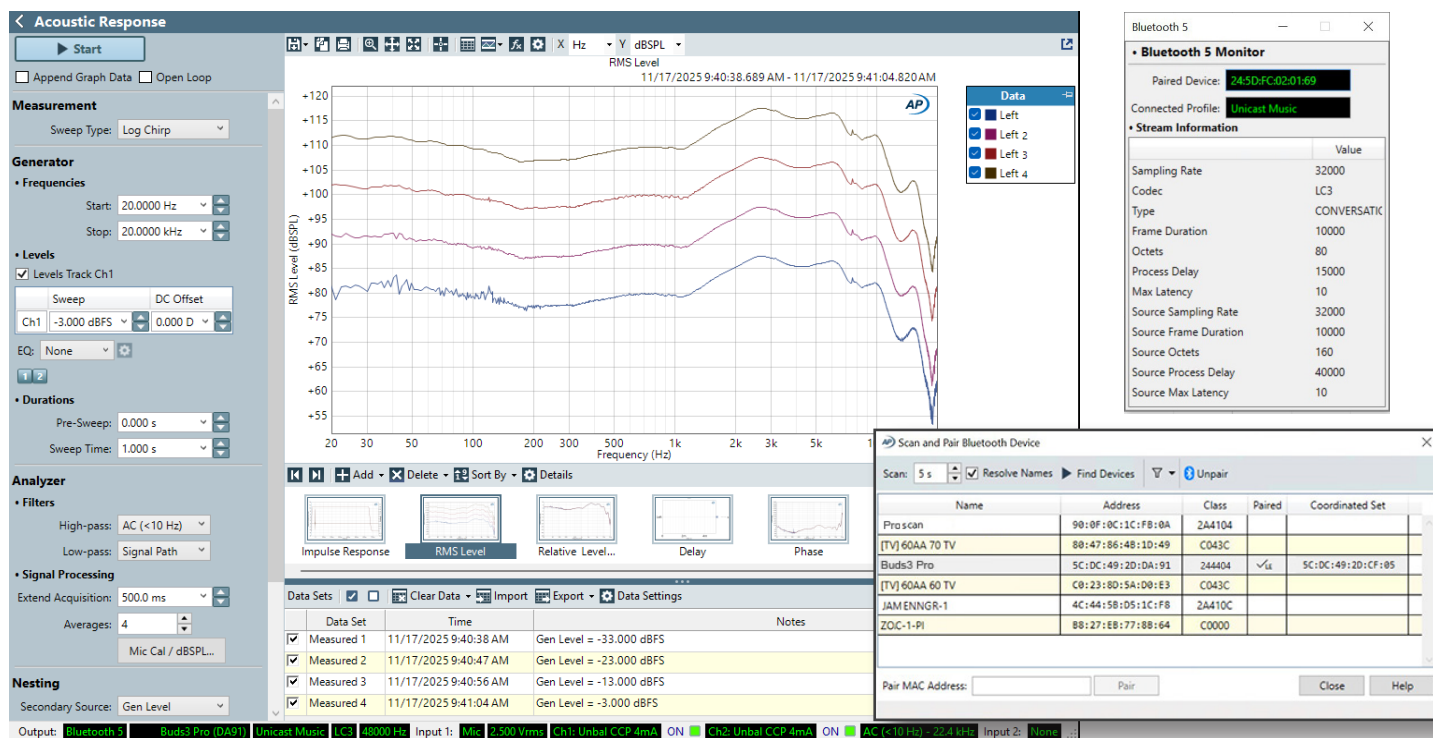 Acoustic Response
Start
Append Graph Data Open Loop
Measurement
Sweep Type: Log Chirp
Generator
• Frequencies
Start: 20.0000 Hz
Stop: 20.0000 kHz
• Levels
Levels Track Ch1
Sweep DC Offset
Ch1 -3.000 dBFS 0.000 D
EQ: None
1 2
• Durations
Pre-Sweep: 0.000 s
Sweep Time: 1.000 s
Analyzer
• Filters
High-pass: AC (<10 Hz)
Low-pass: Signal Path
• Signal Processing
Extend Acquisition: 500.0 ms
Averages: 4
Mic Cal / dBSPL...
Nesting
Secondary Source: Gen Level
X Hz Y dBSPL
RMS Level
11/17/2025 9:40:38.689 AM - 11/17/2025 9:41:04.820 AM
AP
+120
+115
+110
+105
+100
+95
+90
+85
+80
+75
+70
+65
+60
+55
RMS Level (dBSPL)
20 30 50 100 200 300 500 1k 2k 3k 5k
Frequency (Hz)
Data
Left
Left 2
Left 3
Left 4
Add Delete Sort By Details
Impulse Response RMS Level Relative Level... Delay Phase
Data Sets Clear Data Import Export Data Settings
Data Set Time Notes
Measured 1 11/17/2025 9:40:38 AM Gen Level = -33.000 dBFS
Measured 2 11/17/2025 9:40:47 AM Gen Level = -23.000 dBFS
Measured 3 11/17/2025 9:40:56 AM Gen Level = -13.000 dBFS
Measured 4 11/17/2025 9:41:04 AM Gen Level = -3.000 dBFS
Output: Bluetooth 5 Buds3 Pro (DA91) Unicast Music LC3 48000 Hz Input 1: Mic 2.500 Vrms Ch1: Unbal CCP 4mA ON Ch2: Unbal CCP 4mA ON AC (<10 Hz) - 22.4 kHz Input 2: None
Bluetooth 5
• Bluetooth 5 Monitor
Paired Device: 24:5D:FC:02:01:69
Connected Profile: Unicast Music
• Stream Information
Value
Sampling Rate 32000
Codec LC3
Type CONVERSATIC
Frame Duration 10000
Octets 80
Process Delay 15000
Max Latency 10
Source Sampling Rate 32000
Source Frame Duration 10000
Source Octets 160
Source Process Delay 40000
Source Max Latency 10
AP Scan and Pair Bluetooth Device
Scan: 5 s Resolve Names Find Devices Unpair
Name Address Class Paired Coordinated Set
Proscan 90:0F:0C:1C:FB:0A 2A4104
[TV] 60AA 70 TV 80:47:86:4B:1D:49 C043C
Buds3 Pro 5C:DC:49:2D:DA:91 244404 LE 5C:DC:49:2D:CF:05
[TV] 60AA 60 TV C0:23:8D:5A:D0:E3 C043C
JAMENNGR-1 4C:44:5B:D5:1C:F8 2A410C
ZOIC-1-PI B8:27:EB:77:8B:64 C0000
Pair MAC Address: Pair Close Help